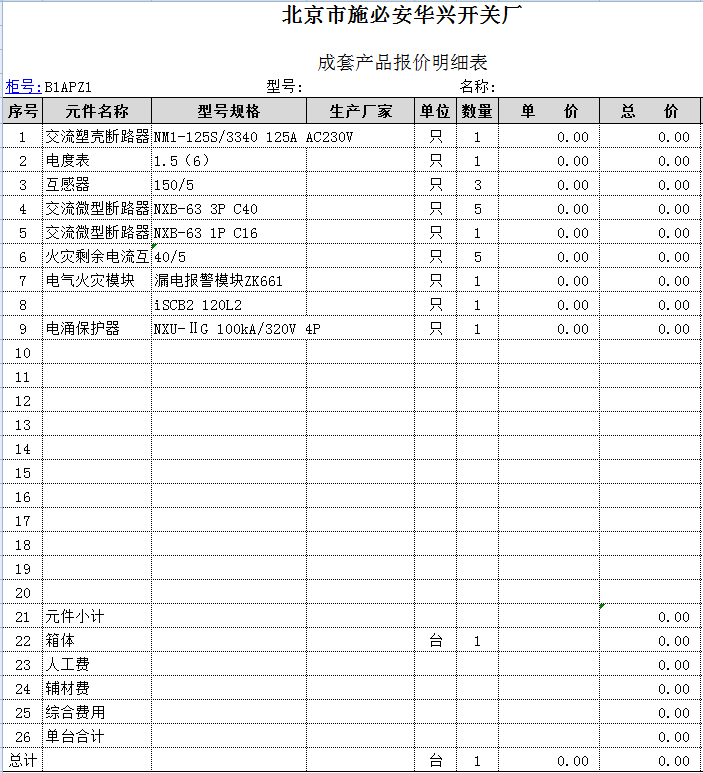 北京市施必安华兴开关厂
成套产品报价明细表
柜号:B1APZ1 型号: 名称:
序号 元件名称 型号规格 生产厂家 单位 数量 单 价 总 价
1 交流塑壳断路器 NM1-125S/3340 125A AC230V 只 1 0.00 0.00
2 电度表 1.5（6） 只 1 0.00 0.00
3 互感器 150/5 只 3 0.00 0.00
4 交流微型断路器 NXB-63 3P C40 只 5 0.00 0.00
5 交流微型断路器 NXB-63 1P C16 只 1 0.00 0.00
6 火灾剩余电流互 40/5 只 5 0.00 0.00
7 电气火灾模块 漏电报警模块ZK661 只 1 0.00 0.00
8 iSCB2 120L2 只 1 0.00 0.00
9 电涌保护器 NXU-ⅡG 100kA/320V 4P 只 1 0.00 0.00
10
11
12
13
14
15
16
17
18
19
20
21 元件小计 0.00
22 箱体 台 1 0.00
23 人工费 0.00
24 辅材费 0.00
25 综合费用 0.00
26 单台合计 0.00
总计 台 1 0.00 0.00